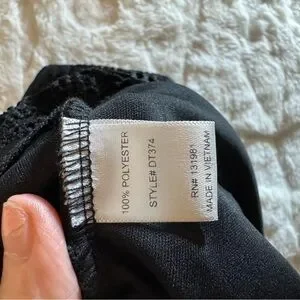 100% POLYESTER
STYLE# DT374
RN# 131981
MADE IN VIETNAM